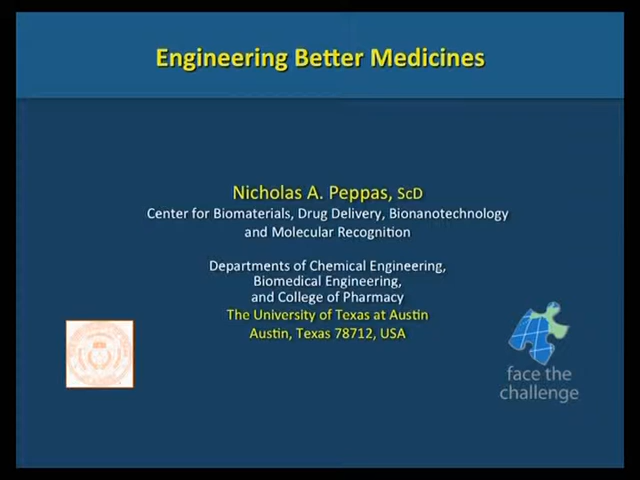 Engineering Better Medicines
Nicholas A. Peppas, ScD
Center for Biomaterials, Drug Delivery, Bionanotechnology
and Molecular Recognition
Departments of Chemical Engineering,
Biomedical Engineering,
and College of Pharmacy
The University of Texas at Austin
Austin, Texas 78712, USA
face the
challenge